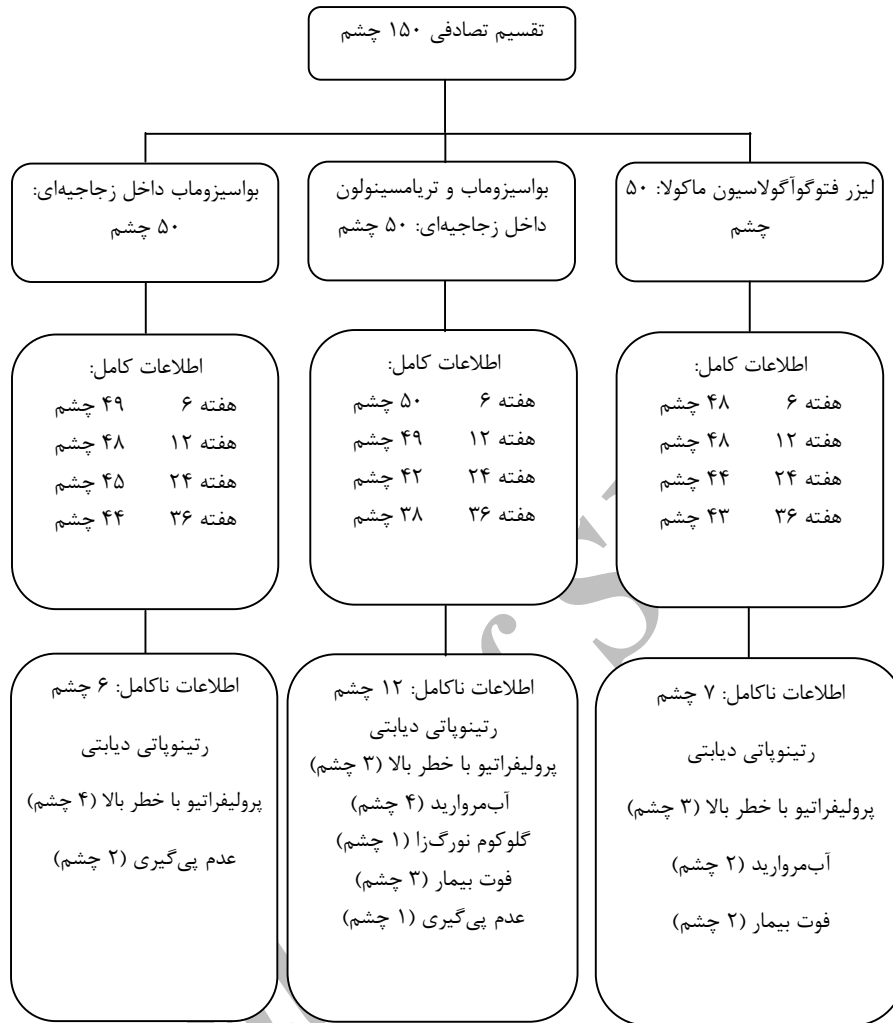 تقسیم تصادفی ۱۵۰ چشم
لیزر فتوگوآگولاسیون ماکولا: ۵۰
چشم
بواسیزوماب و تریامسینولون
داخل زجاجیه‌ای: ۵۰ چشم
بواسیزوماب داخل زجاجیه‌ای:
۵۰ چشم
اطلاعات کامل:
هفته ۶ ۴۸ چشم
هفته ۱۲ ۴۸ چشم
هفته ۲۴ ۴۴ چشم
هفته ۳۶ ۴۳ چشم
اطلاعات کامل:
هفته ۶ ۵۰ چشم
هفته ۱۲ ۴۹ چشم
هفته ۲۴ ۴۲ چشم
هفته ۳۶ ۳۸ چشم
اطلاعات کامل:
هفته ۶ ۴۹ چشم
هفته ۱۲ ۴۸ چشم
هفته ۲۴ ۴۵ چشم
هفته ۳۶ ۴۴ چشم
اطلاعات ناکامل: ۷ چشم
رتینوپاتی دیابتی
پرولیفراتیو با خطر بالا (۳ چشم)
آب‌مروارید (۲ چشم)
فوت بیمار (۲ چشم)
اطلاعات ناکامل: ۱۲ چشم
رتینوپاتی دیابتی
پرولیفراتیو با خطر بالا (۳ چشم)
آب‌مروارید (۴ چشم)
گلوکوم نورگ‌زا (۱ چشم)
فوت بیمار (۳ چشم)
عدم پی‌گیری (۱ چشم)
اطلاعات ناکامل: ۶ چشم
رتینوپاتی دیابتی
پرولیفراتیو با خطر بالا (۴ چشم)
عدم پی‌گیری (۲ چشم)